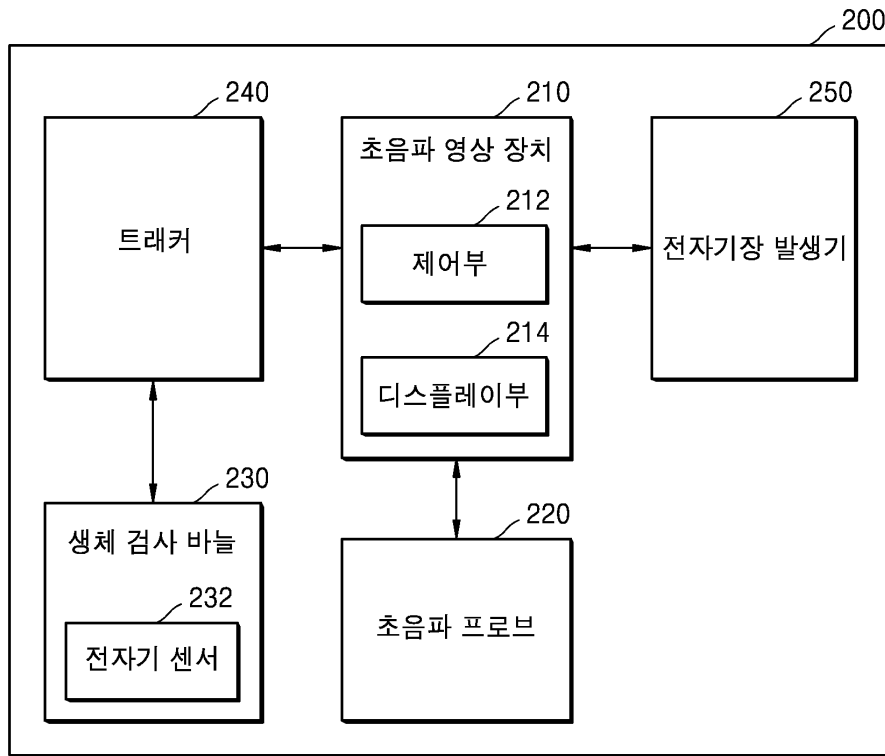 200
240
210
250
트래커
초음파 영상 장치
212
제어부
214
디스플레이부
전자기장 발생기
230
생체 검사 바늘
232
전자기 센서
220
초음파 프로브